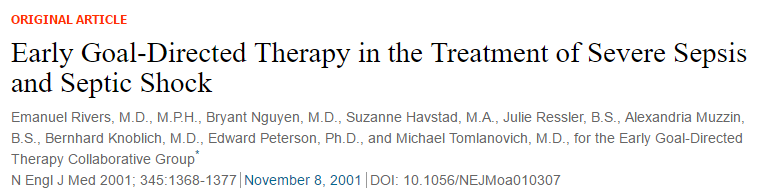 ORIGINAL ARTICLE
Early Goal-Directed Therapy in the Treatment of Severe Sepsis
and Septic Shock
Emanuel Rivers, M.D., M.P.H., Bryant Nguyen, M.D., Suzanne Havstad, M.A., Julie Ressler, B.S., Alexandria Muzzin,
B.S., Bernhard Knoblich, M.D., Edward Peterson, Ph.D., and Michael Tomlanovich, M.D., for the Early Goal-Directed
Therapy Collaborative Group*
N Engl J Med 2001; 345:1368-1377 | November 8, 2001 | DOI: 10.1056/NEJMoa010307